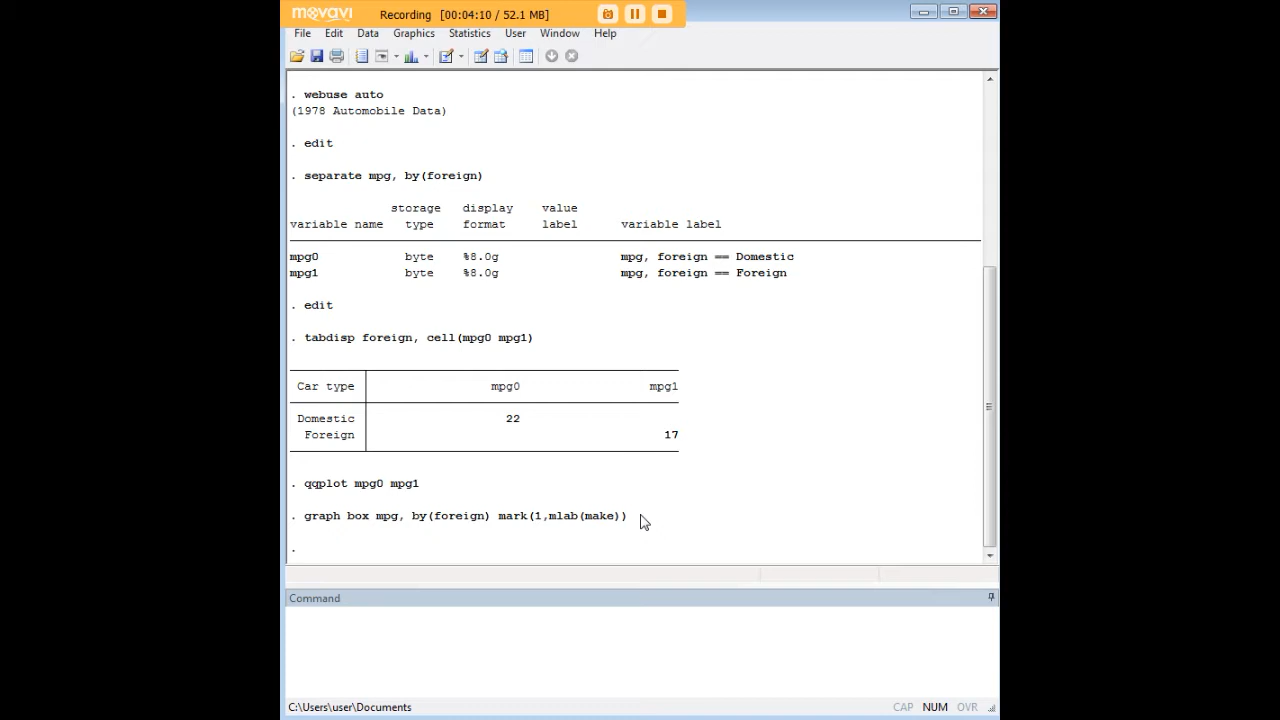 movavi Recording [00:04:10 / 52.1 MB]
File Edit Data Graphics Statistics User Window Help
. webuse auto
(1978 Automobile Data)
. edit
. separate mpg, by(foreign)
storage display value
variable name type format label variable label
mpg0 byte %8.0g mpg, foreign == Domestic
mpg1 byte %8.0g mpg, foreign == Foreign
. edit
. tabdisp foreign, cell(mpg0 mpg1)
Car type mpg0 mpg1
Domestic 22
Foreign 17
. qqplot mpg0 mpg1
. graph box mpg, by(foreign) mark(1,mlab(make))
.
Command
C:\Users\user\Documents CAP NUM OVR